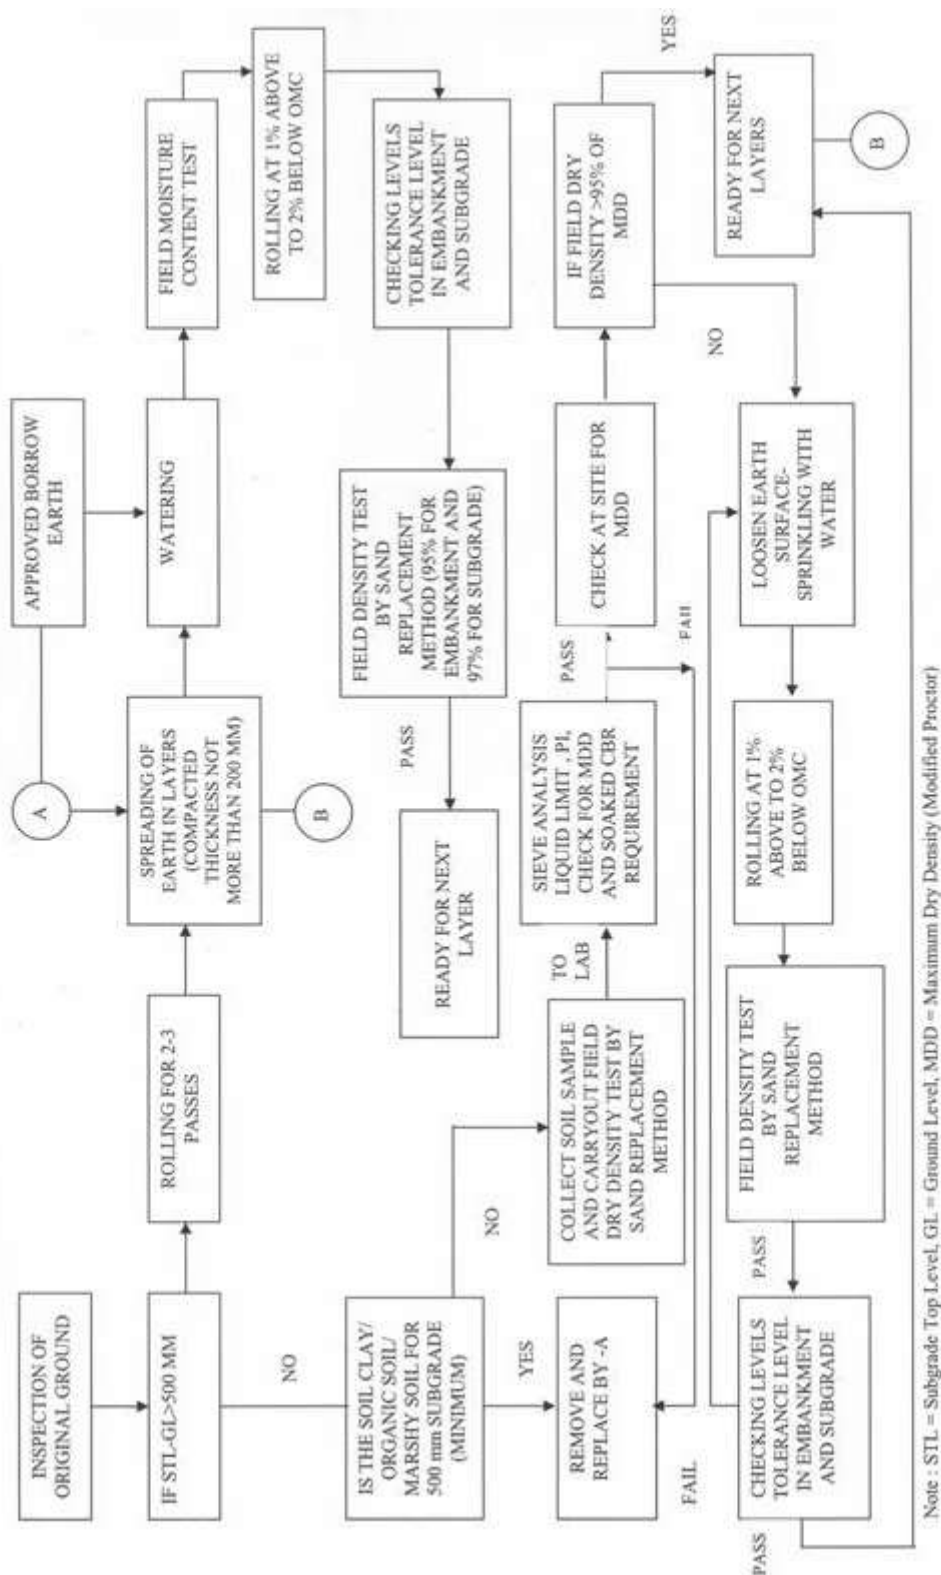 INSPECTION OF
ORIGINAL GROUND
IF STL-GL>500 MM
ROLLING FOR 2-3
PASSES
A
APPROVED BORROW
EARTH
SPREADING OF
EARTH IN LAYERS
(COMPACTED
THICKNESS NOT
MORE THAN 200 MM)
B
WATERING
FIELD MOISTURE
CONTENT TEST
ROLLING AT 1% ABOVE
TO 2% BELOW OMC
CHECKING LEVELS
TOLERANCE LEVEL
IN EMBANKMENT
AND SUBGRADE
FIELD DENSITY TEST
BY SAND
REPLACEMENT
METHOD (95% FOR
EMBANKMENT AND
97% FOR SUBGRADE)
PASS
READY FOR NEXT
LAYER
NO
IS THE SOIL CLAY/
ORGANIC SOIL/
MARSHY SOIL FOR
500 mm SUBGRADE
(MINIMUM)
YES
NO
REMOVE AND
REPLACE BY -A
COLLECT SOIL SAMPLE
AND CARRYOUT FIELD
DRY DENSITY TEST BY
SAND REPLACEMENT
METHOD
TO
LAB
SIEVE ANALYSIS
LIQUID LIMIT , PI,
CHECK FOR MDD
AND SOAKED CBR
REQUIREMENT
PASS
FAIL
CHECK AT SITE FOR
MDD
IF FIELD DRY
DENSITY >95% OF
MDD
YES
NO
READY FOR NEXT
LAYERS
B
LOOSEN EARTH
SURFACE-
SPRINKLING WITH
WATER
ROLLING AT 1%
ABOVE TO 2%
BELOW OMC
FIELD DENSITY TEST
BY SAND
REPLACEMENT
METHOD
PASS
CHECKING LEVELS
TOLERANCE LEVEL
IN EMBANKMENT
AND SUBGRADE
FAIL
PASS
Note : STL = Subgrade Top Level, GL = Ground Level, MDD = Maximum Dry Density (Modified Proctor)